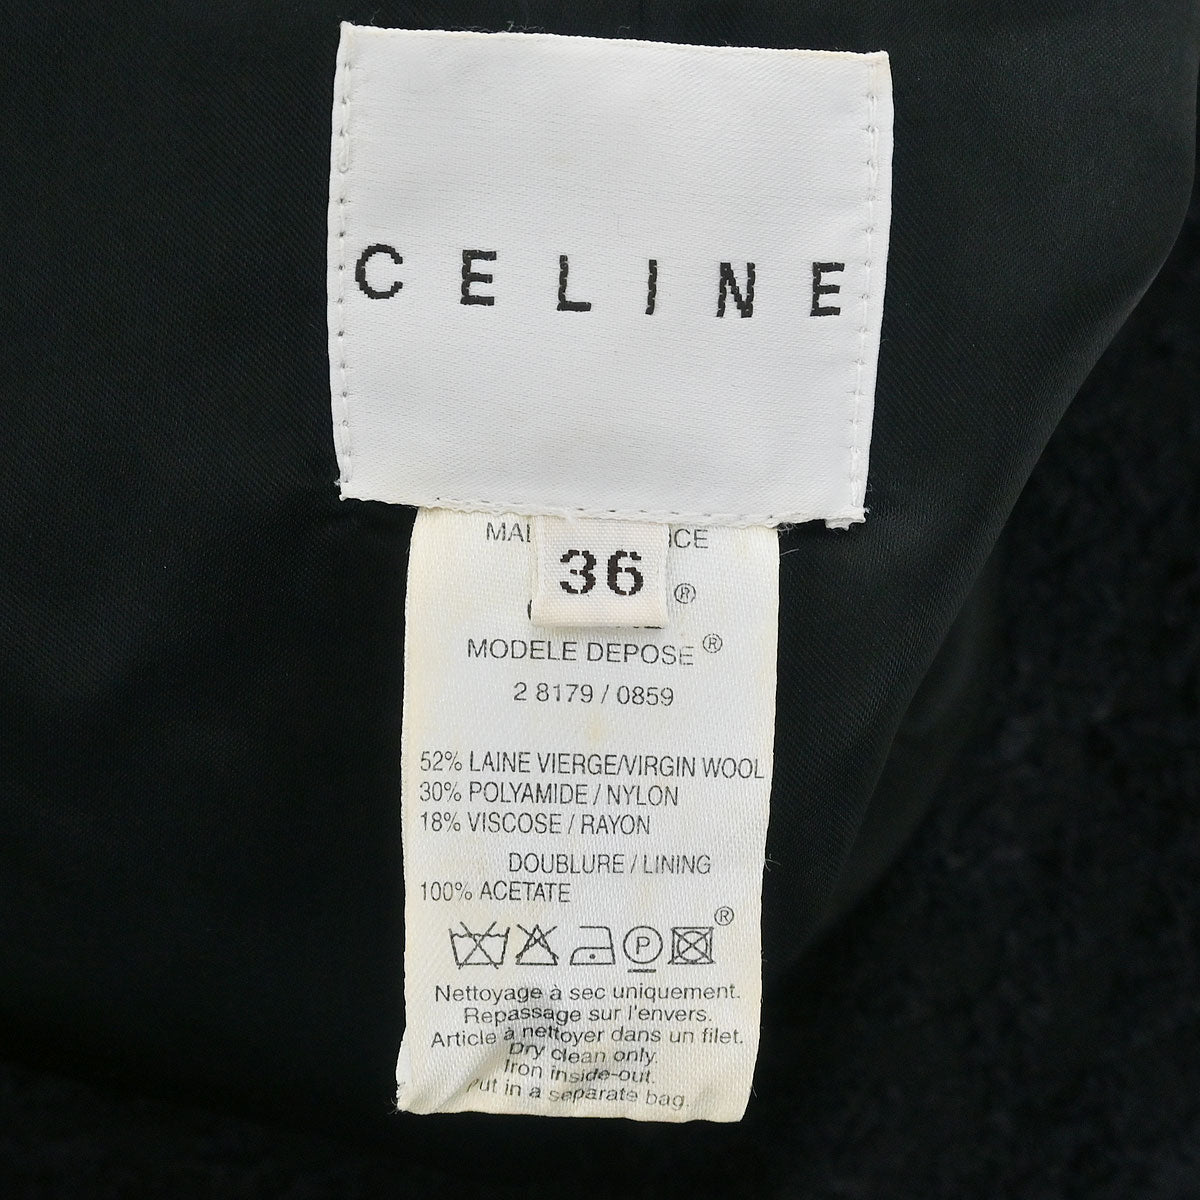 CELINE
36
®
MODELE DEPOSE ®
2 8179 / 0859
52% LAINE VIERGE/VIRGIN WOOL
30% POLYAMIDE / NYLON
18% VISCOSE / RAYON
DOUBLURE / LINING
100% ACETATE
®
P
Nettoyage à sec uniquement.
Repassage sur l'envers.
Article à nettoyer dans un filet.
Dry clean only.
Iron inside-out.
Put in a separate bag.